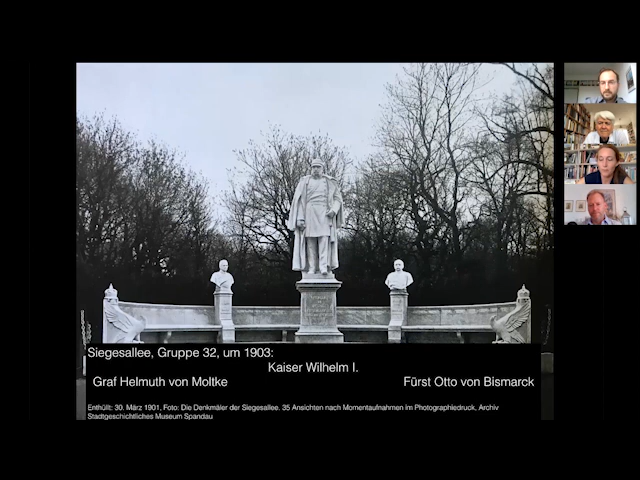 Siegesallee, Gruppe 32, um 1903:
Kaiser Wilhelm I.
Graf Helmuth von Moltke
Fürst Otto von Bismarck
Enthüllt: 30. März 1901, Foto: Die Denkmäler der Siegesallee. 35 Ansichten nach Momentaufnahmen im Photographiedruck, Archiv
Stadtgeschichtliches Museum Spandau